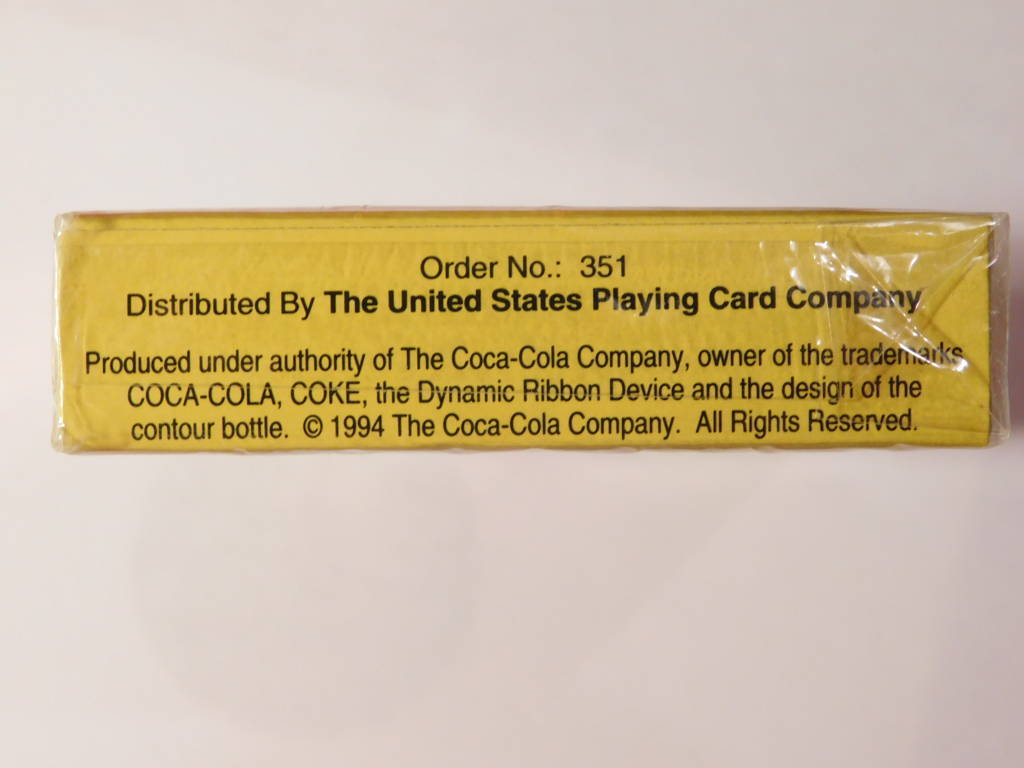 Order No.: 351
Distributed By The United States Playing Card Company
Produced under authority of The Coca-Cola Company, owner of the trademarks
COCA-COLA, COKE, the Dynamic Ribbon Device and the design of the
contour bottle. © 1994 The Coca-Cola Company. All Rights Reserved.